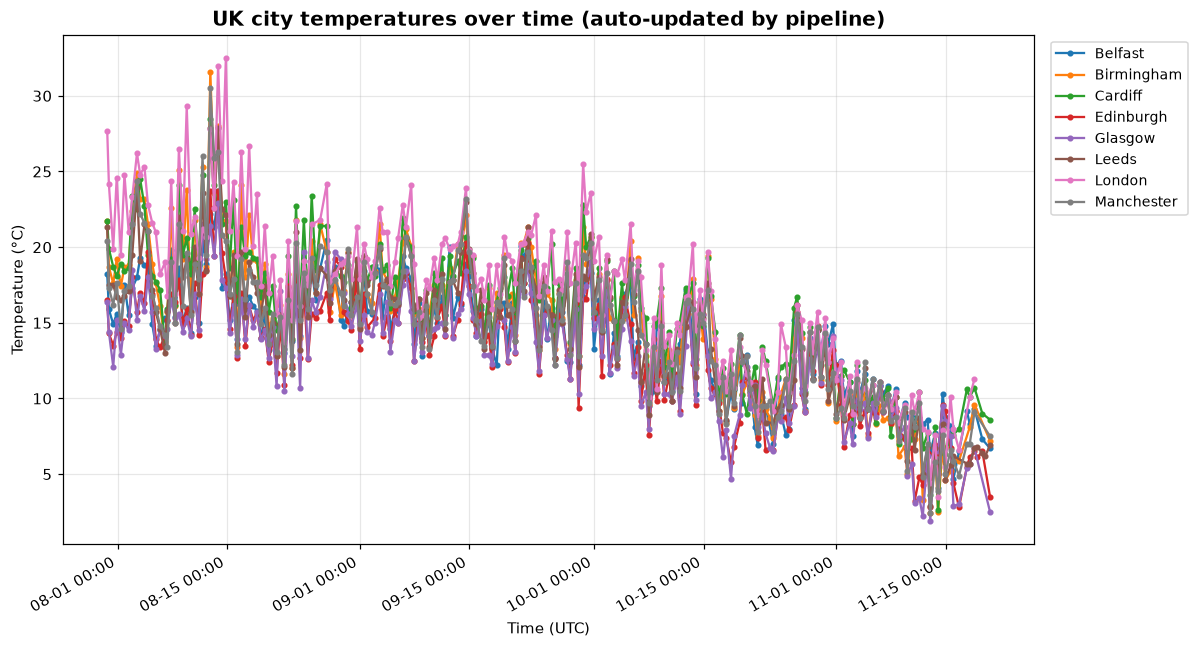 UK city temperatures over time (auto-updated by pipeline)
Temperature (°C)
30
25
20
15
10
5
08-01 00:00
08-15 00:00
09-01 00:00
09-15 00:00
10-01 00:00
10-15 00:00
11-01 00:00
11-15 00:00
Time (UTC)
Belfast
Birmingham
Cardiff
Edinburgh
Glasgow
Leeds
London
Manchester